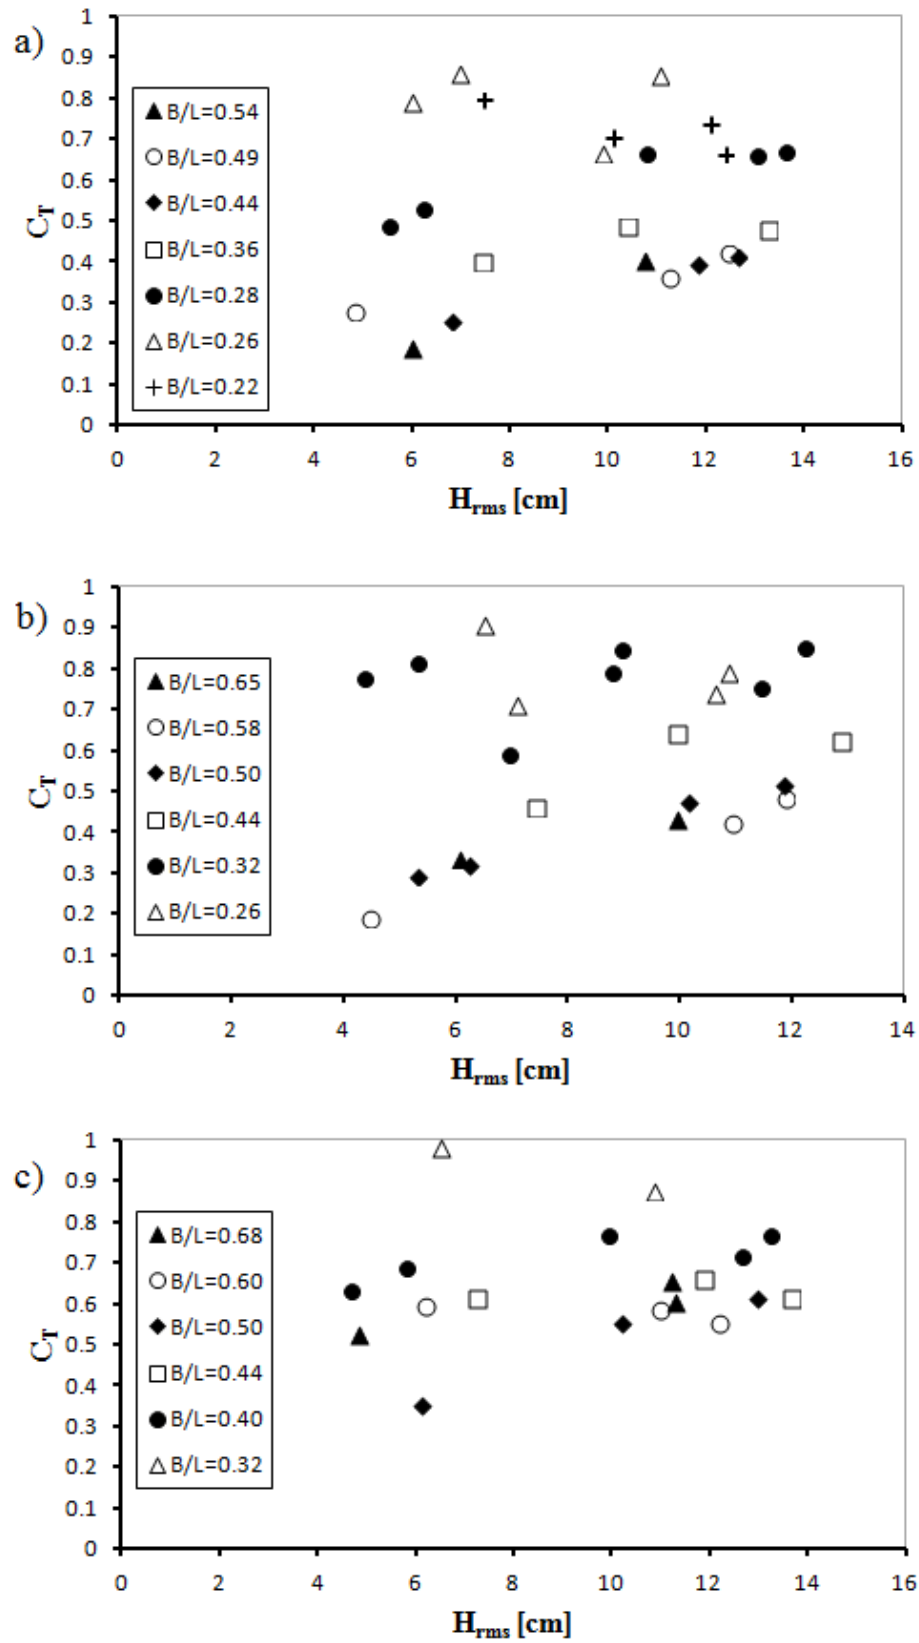 a)
1
0.9
0.8
0.7
0.6
0.5
0.4
0.3
0.2
0.1
0
C_T
B/L=0.54
B/L=0.49
B/L=0.44
B/L=0.36
B/L=0.28
B/L=0.26
B/L=0.22
0 2 4 6 8 10 12 14 16
H_rms [cm]
b)
1
0.9
0.8
0.7
0.6
0.5
0.4
0.3
0.2
0.1
0
C_T
B/L=0.65
B/L=0.58
B/L=0.50
B/L=0.44
B/L=0.32
B/L=0.26
0 2 4 6 8 10 12 14
H_rms [cm]
c)
1
0.9
0.8
0.7
0.6
0.5
0.4
0.3
0.2
0.1
0
C_T
B/L=0.68
B/L=0.60
B/L=0.50
B/L=0.44
B/L=0.40
B/L=0.32
0 2 4 6 8 10 12 14 16
H_rms [cm]